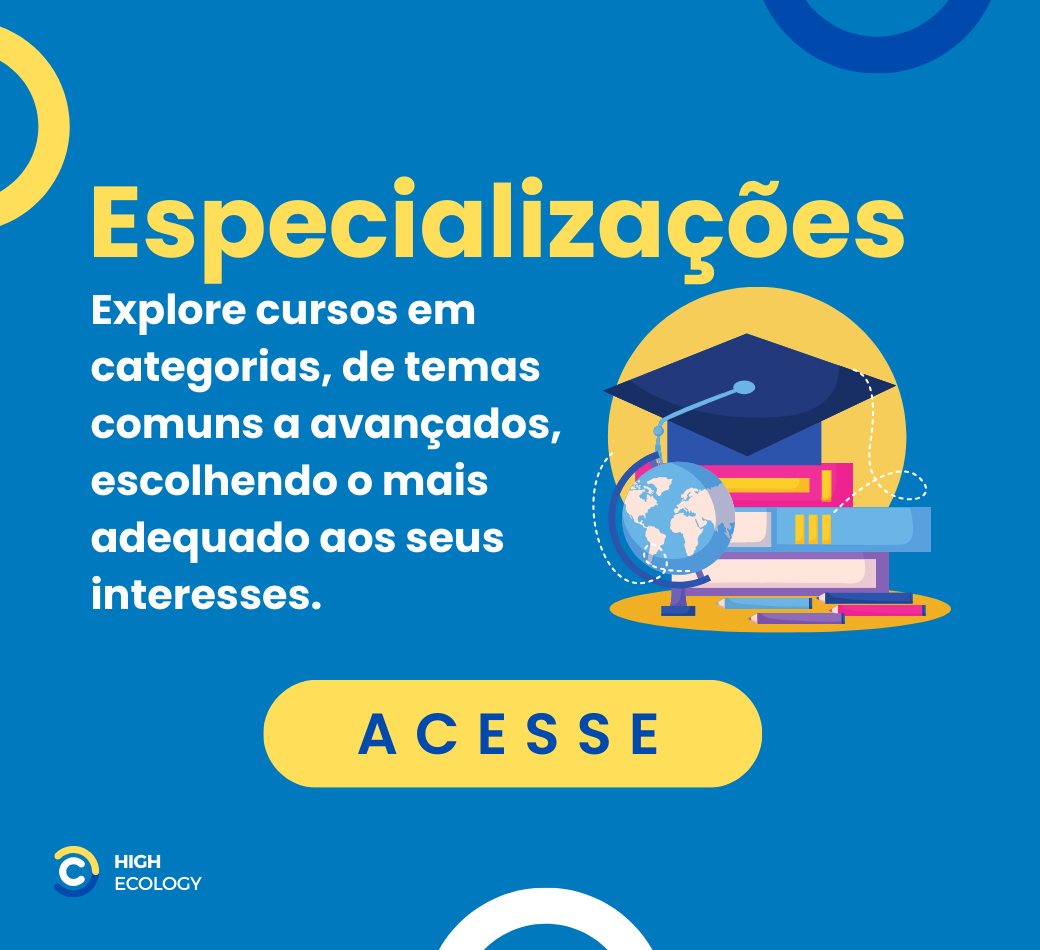 Especializações
Explore cursos em
categorias, de temas
comuns a avançados,
escolhendo o mais
adequado aos seus
interesses.
ACESSE
HIGH
ECOLOGY